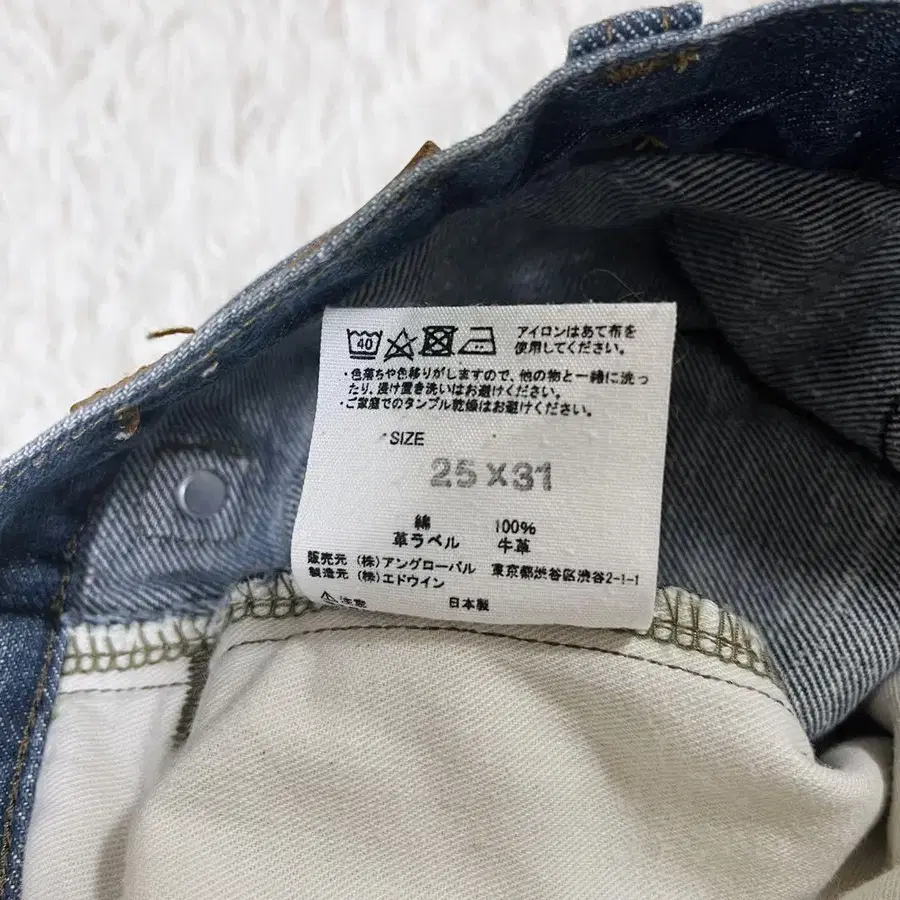 40 アイロンはあて布を
使用してください。
・色落ちや色移りがしますので、他の物と一緒に洗っ
たり、浸け置き洗いはお避けください。
・ご家庭でのタンブル乾燥はお避けください。
SIZE
25X31
綿 100%
革ラベル 牛革
販売元 (株)アングローバル 東京都渋谷区渋谷2-1-1
製造元 (株)エドウイン
注意 日本製